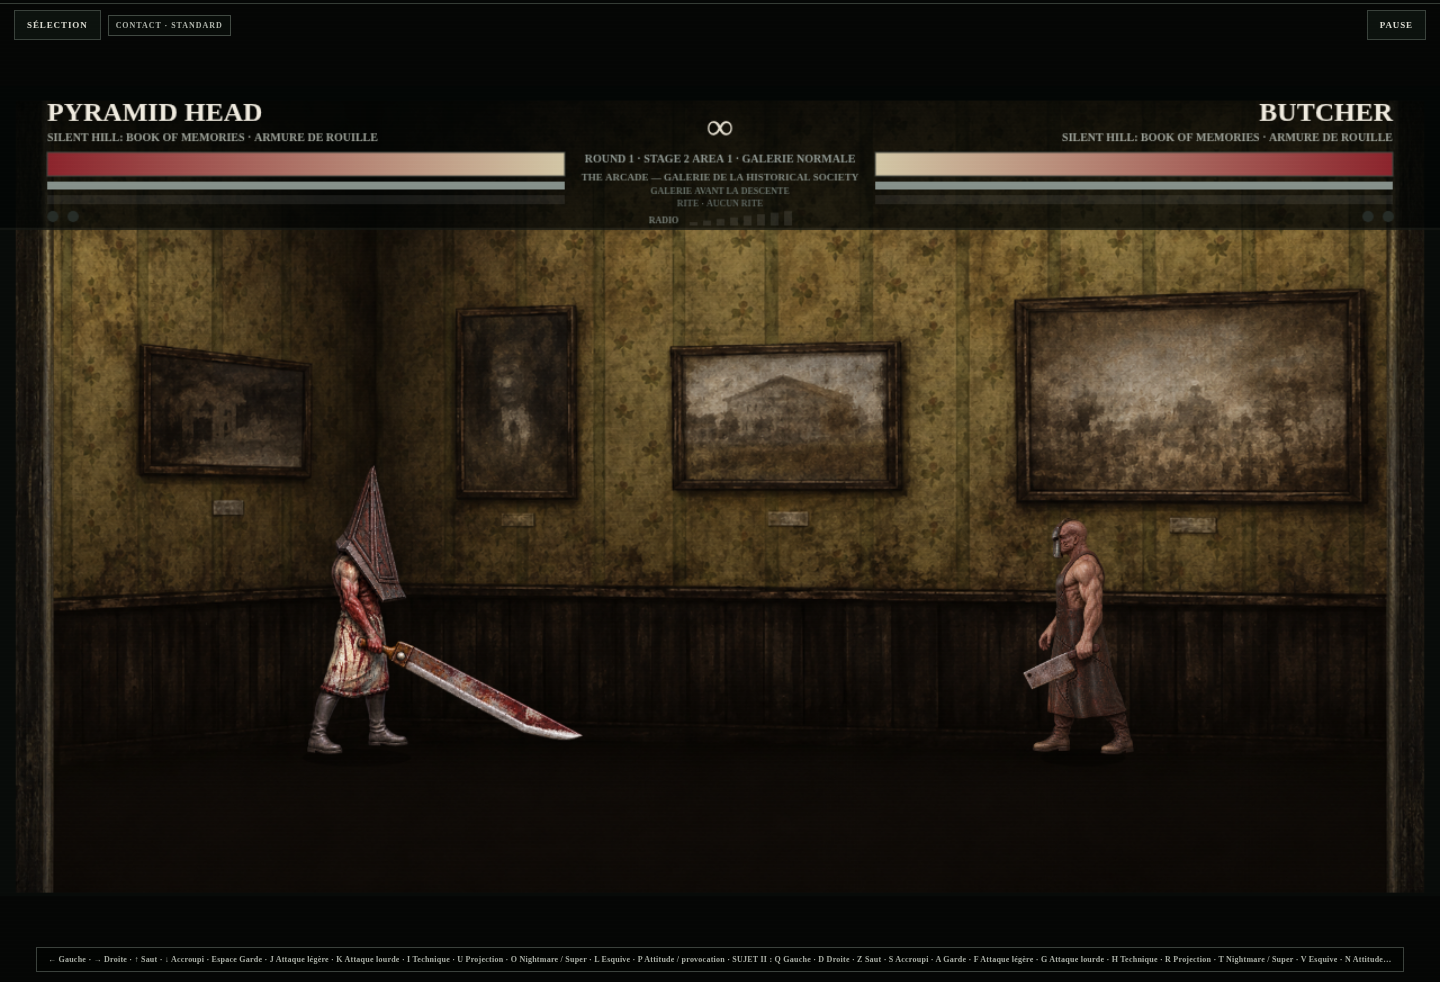 SÉLECTION
CONTACT · STANDARD
PAUSE
PYRAMID HEAD
SILENT HILL: BOOK OF MEMORIES · ARMURE DE ROUILLE
∞
ROUND 1 · STAGE 2 AREA 1 · GALERIE NORMALE
THE ARCADE — GALERIE DE LA HISTORICAL SOCIETY
GALERIE AVANT LA DESCENTE
RITE · AUCUN RITE
RADIO
BUTCHER
SILENT HILL: BOOK OF MEMORIES · ARMURE DE ROUILLE
← Gauche · → Droite · ↑ Saut · ↓ Accroupi · Espace Garde · J Attaque légère · K Attaque lourde · I Technique · U Projection · O Nightmare / Super · L Esquive · P Attitude / provocation · SUJET II : Q Gauche · D Droite · Z Saut · S Accroupi · A Garde · F Attaque légère · G Attaque lourde · H Technique · R Projection · T Nightmare / Super · V Esquive · N Attitude…